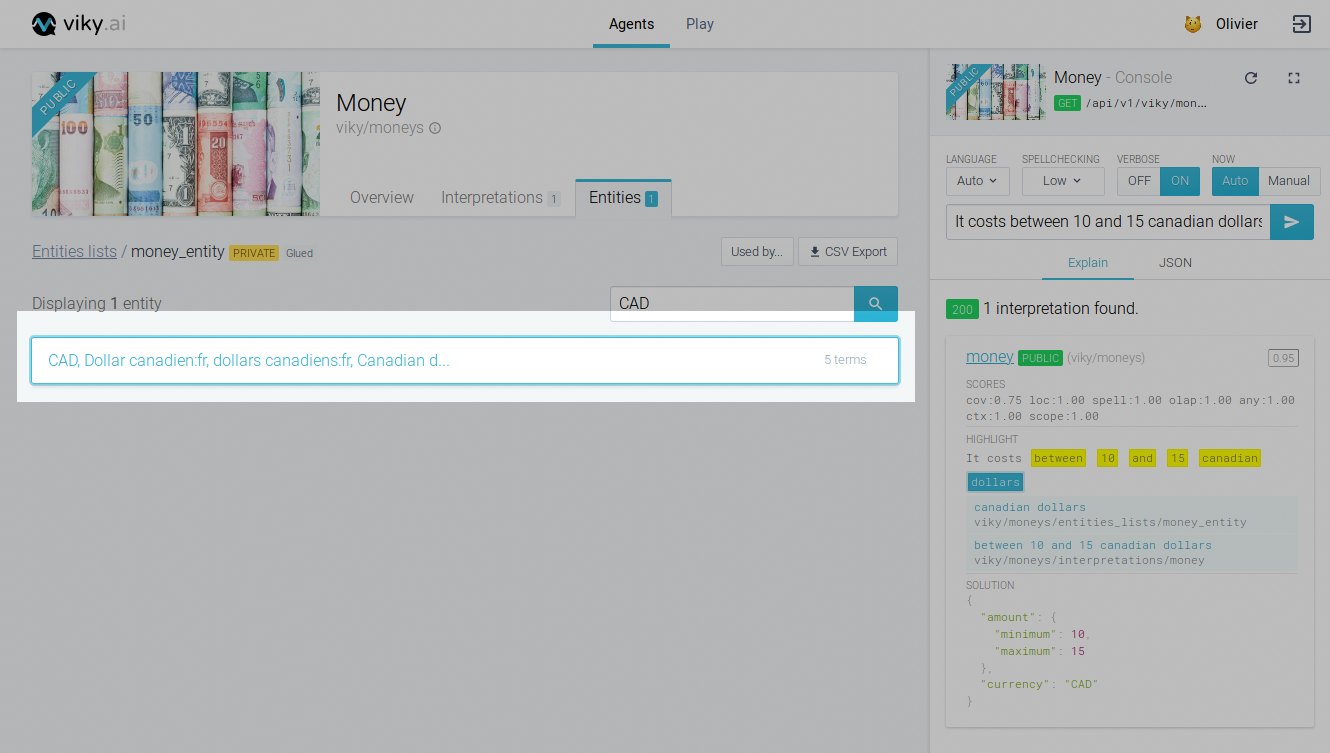 viky.ai
Agents
Play
Olivier
PUBLIC
Money
viky/moneys
Overview
Interpretations 1
Entities 1
Entities lists / money_entity PRIVATE Glued
Used by...
CSV Export
Displaying 1 entity
CAD
CAD, Dollar canadien:fr, dollars canadiens:fr, Canadian d...
5 terms
PUBLIC
Money - Console
GET /api/v1/viky/mon...
LANGUAGE SPELLCHECKING VERBOSE NOW
Auto Low OFF ON Auto Manual
It costs between 10 and 15 canadian dollars
Explain JSON
200 1 interpretation found.
money PUBLIC (viky/moneys) 0.95
SCORES
cov:0.75 loc:1.00 spell:1.00 olap:1.00 any:1.00
ctx:1.00 scope:1.00
HIGHLIGHT
It costs between 10 and 15 canadian
dollars
canadian dollars
viky/moneys/entities_lists/money_entity
between 10 and 15 canadian dollars
viky/moneys/interpretations/money
SOLUTION
{
"amount": {
"minimum": 10,
"maximum": 15
},
"currency": "CAD"
}